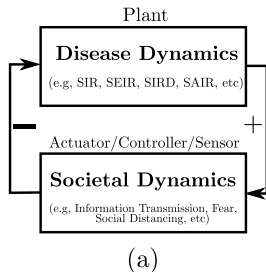 Plant
Disease Dynamics
(e.g, SIR, SEIR, SIRD, SAIR, etc)
− +
Actuator/Controller/Sensor
Societal Dynamics
(e.g, Information Transmission, Fear,
Social Distancing, etc)
(a)